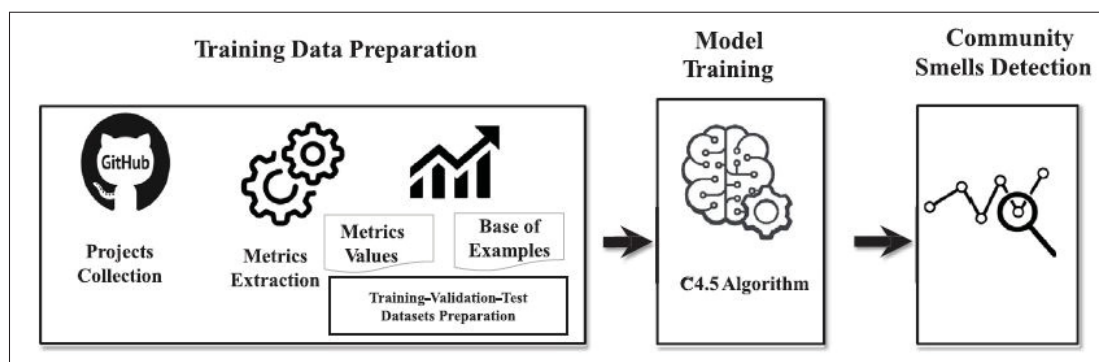 Training Data Preparation
Model
Training
Community
Smells Detection
GitHub
Projects
Collection
Metrics
Extraction
Metrics
Values
Base of
Examples
Training-Validation-Test
Datasets Preparation
C4.5 Algorithm